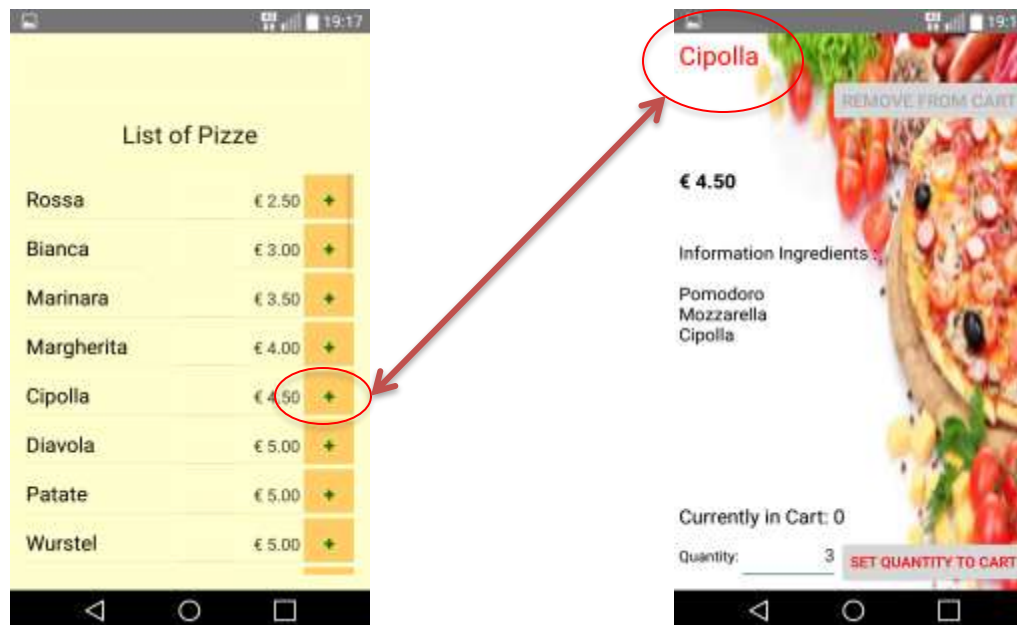 19:17
List of Pizze
Rossa € 2.50 +
Bianca € 3.00 +
Marinara € 3.50 +
Margherita € 4.00 +
Cipolla € 4.50 +
Diavola € 5.00 +
Patate € 5.00 +
Wurstel € 5.00 +
19:1
Cipolla
REMOVE FROM CART
€ 4.50
Information Ingredients :
Pomodoro
Mozzarella
Cipolla
Currently in Cart: 0
Quantity: 3 SET QUANTITY TO CART